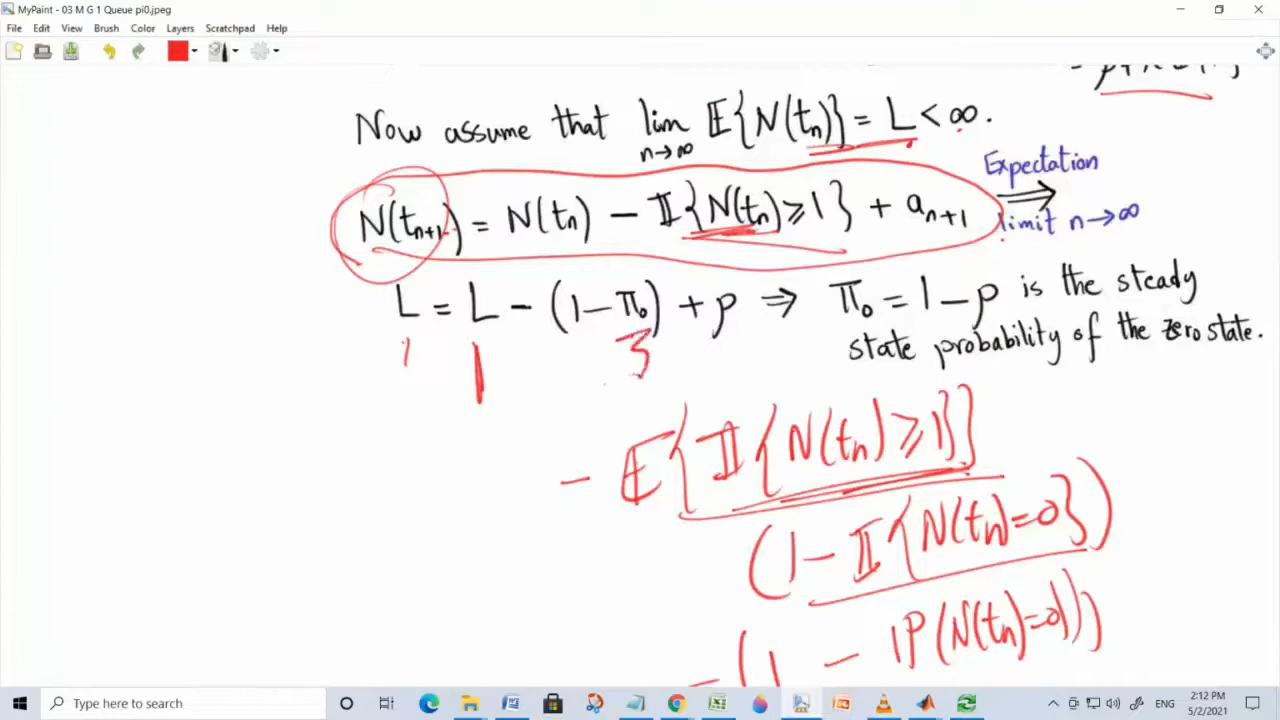 MyPaint - 03 M G 1 Queue pi0.jpeg
File Edit View Brush Color Layers Scratchpad Help
Now assume that lim n→∞ 𝔼{N(tₙ)} = L < ∞.
Expectation
N(tₙ₊₁) = N(tₙ) − 𝕀{N(tₙ) ≥ 1} + aₙ₊₁ ⇒
limit n→∞
L = L − (1 − π₀) + ρ ⇒ π₀ = 1 − ρ is the steady
state probability of the zero state.
1 1 3
− 𝔼{𝕀{N(tₙ) ≥ 1}}
(1 − 𝕀{N(tₙ) = 0})
− (1 − ℙ(N(tₙ) = 0))
Type here to search
ENG
2:12 PM
5/2/2021